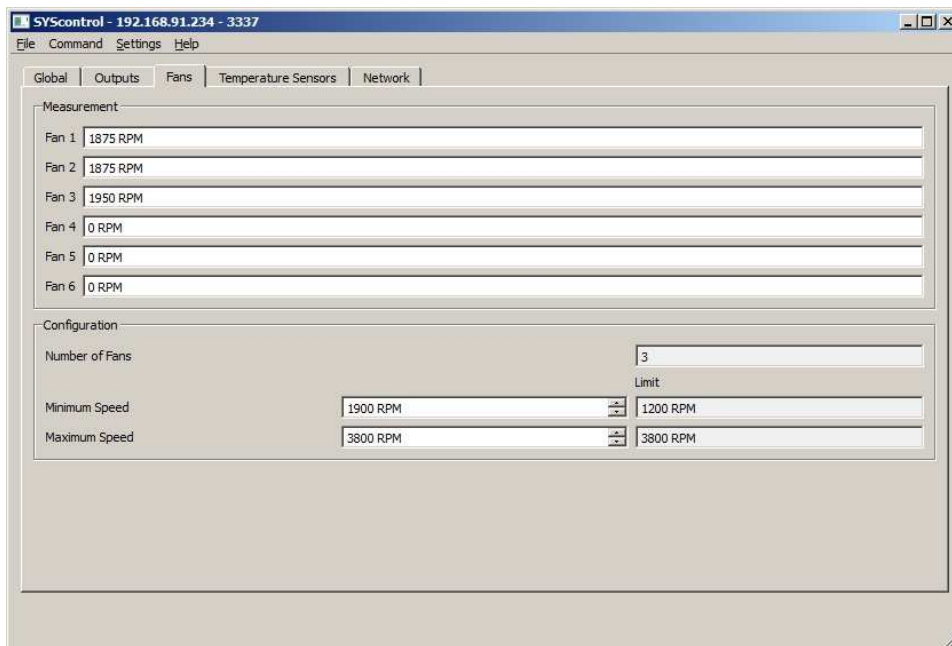 SYScontrol - 192.168.91.234 - 3337
File Command Settings Help
Global Outputs Fans Temperature Sensors Network
Measurement
Fan 1 1875 RPM
Fan 2 1875 RPM
Fan 3 1950 RPM
Fan 4 0 RPM
Fan 5 0 RPM
Fan 6 0 RPM
Configuration
Number of Fans 3
Limit
Minimum Speed 1900 RPM 1200 RPM
Maximum Speed 3800 RPM 3800 RPM